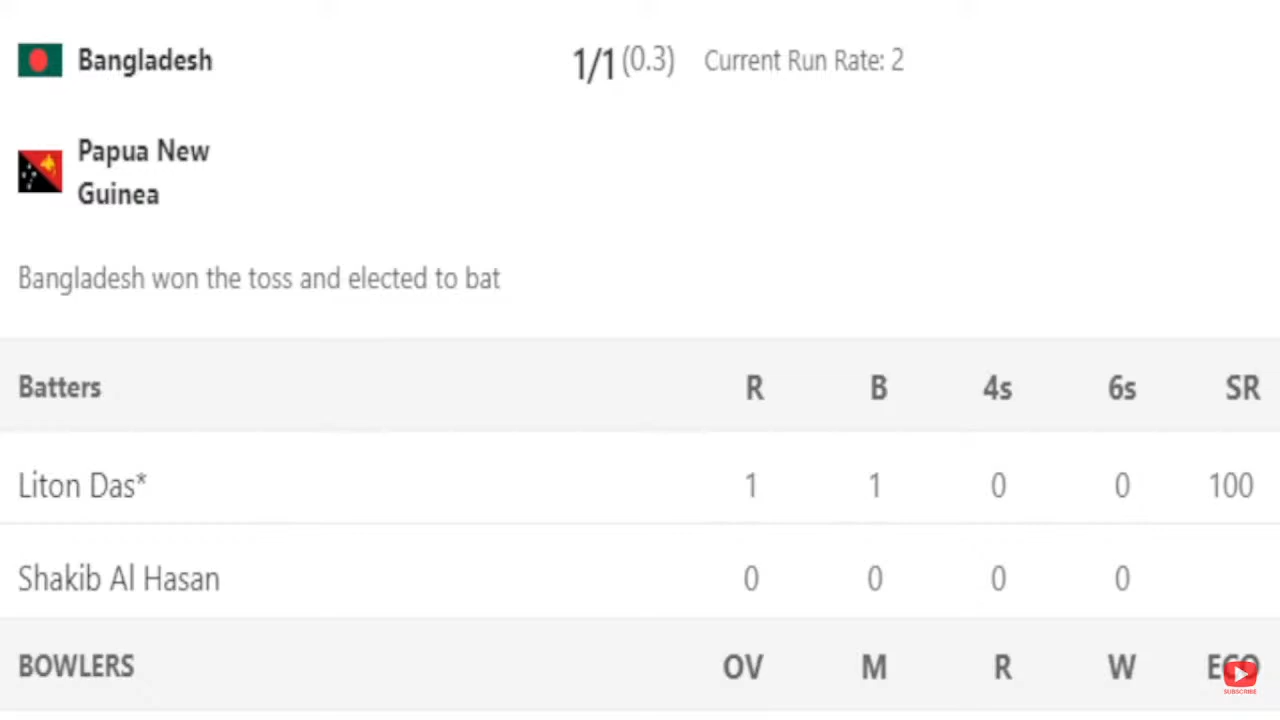 Bangladesh 1/1 (0.3) Current Run Rate: 2
Papua New
Guinea
Bangladesh won the toss and elected to bat
Batters R B 4s 6s SR
Liton Das* 1 1 0 0 100
Shakib Al Hasan 0 0 0 0
BOWLERS OV M R W ECO
SUBSCRIBE